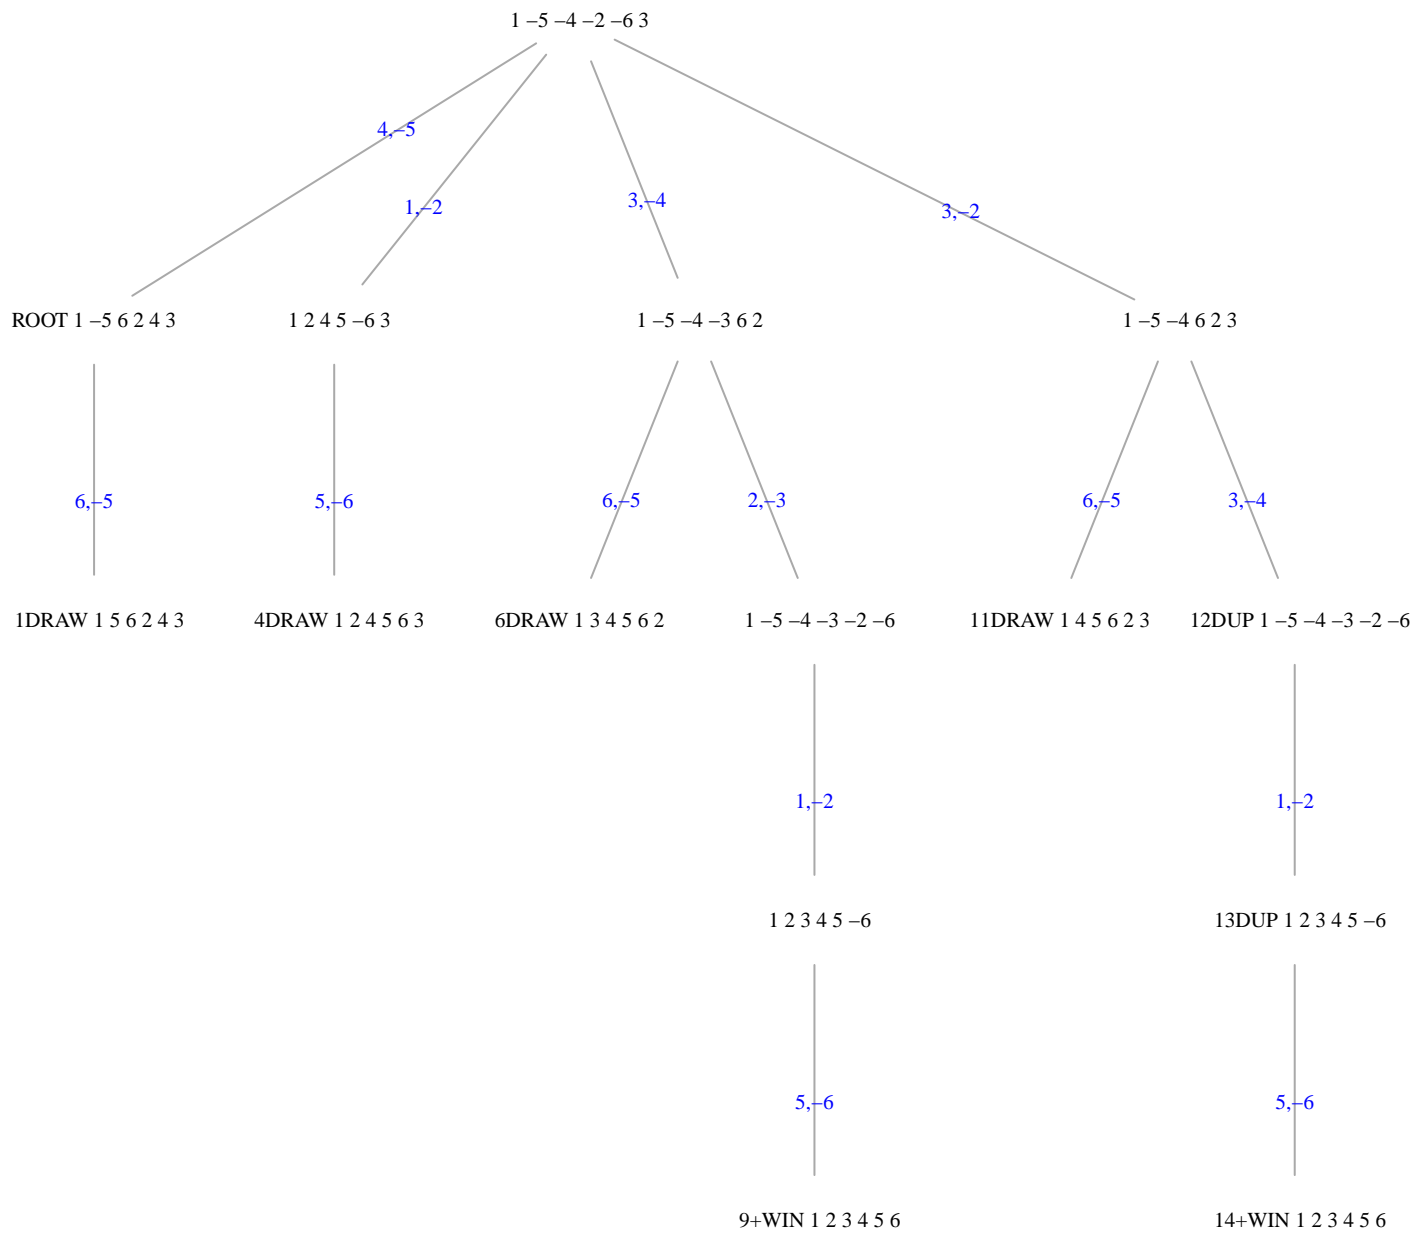 1 –5 –4 –2 –6 3
4,–5
1,–2
3,–4
3,–2
ROOT 1 –5 6 2 4 3
1 2 4 5 –6 3
1 –5 –4 –3 6 2
1 –5 –4 6 2 3
6,–5
5,–6
6,–5
2,–3
6,–5
3,–4
1DRAW 1 5 6 2 4 3
4DRAW 1 2 4 5 6 3
6DRAW 1 3 4 5 6 2
1 –5 –4 –3 –2 –6
11DRAW 1 4 5 6 2 3
12DUP 1 –5 –4 –3 –2 –6
1,–2
1,–2
1 2 3 4 5 –6
13DUP 1 2 3 4 5 –6
5,–6
5,–6
9+WIN 1 2 3 4 5 6
14+WIN 1 2 3 4 5 6